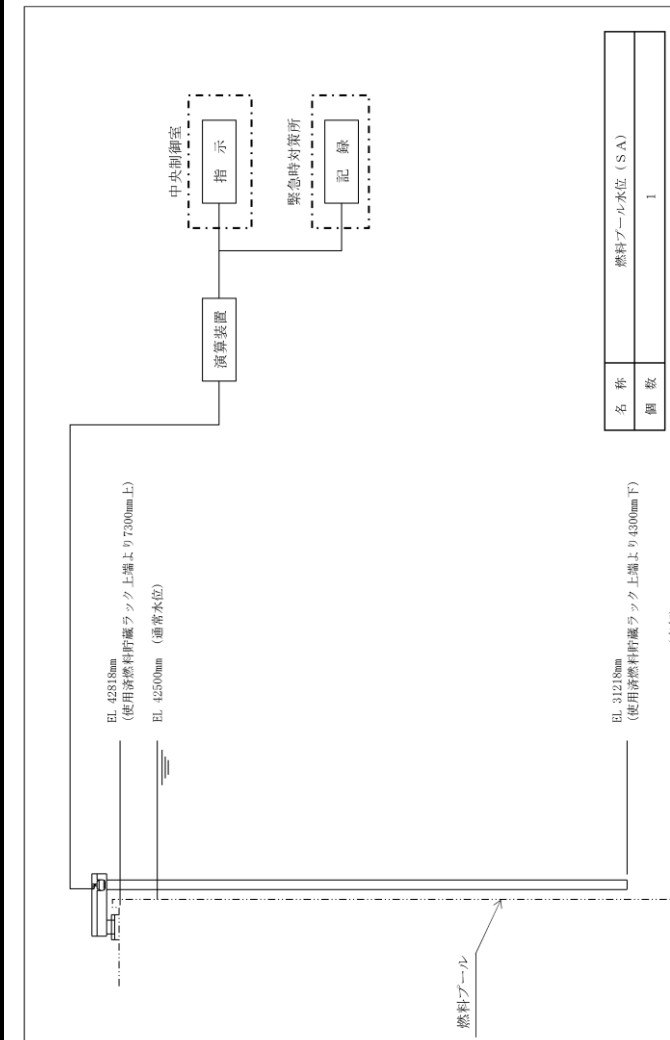 中央制御室
指 示
緊急時対策所
記 録
演算装置
EL 42818mm
(使用済燃料貯蔵ラック上端より7300mm上)
EL 42500mm (通常水位)
EL 31218mm
(使用済燃料貯蔵ラック上端より4300mm下)
燃料プール
名 称 燃料プール水位 (SA)
個 数 1